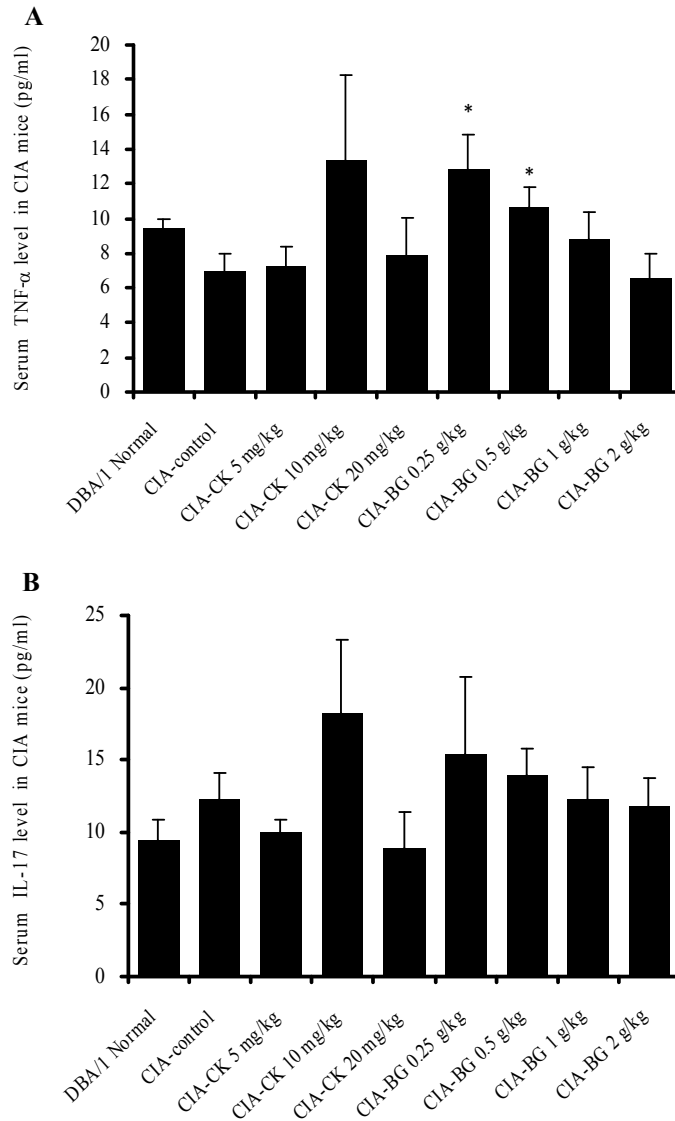 A
Serum TNF-α level in CIA mice (pg/ml)
20
18
16
14
12
10
8
6
4
2
0
*
*
DBA/1 Normal
CIA-control
CIA-CK 5 mg/kg
CIA-CK 10 mg/kg
CIA-CK 20 mg/kg
CIA-BG 0.25 g/kg
CIA-BG 0.5 g/kg
CIA-BG 1 g/kg
CIA-BG 2 g/kg
B
Serum IL-17 level in CIA mice (pg/ml)
25
20
15
10
5
0
DBA/1 Normal
CIA-control
CIA-CK 5 mg/kg
CIA-CK 10 mg/kg
CIA-CK 20 mg/kg
CIA-BG 0.25 g/kg
CIA-BG 0.5 g/kg
CIA-BG 1 g/kg
CIA-BG 2 g/kg